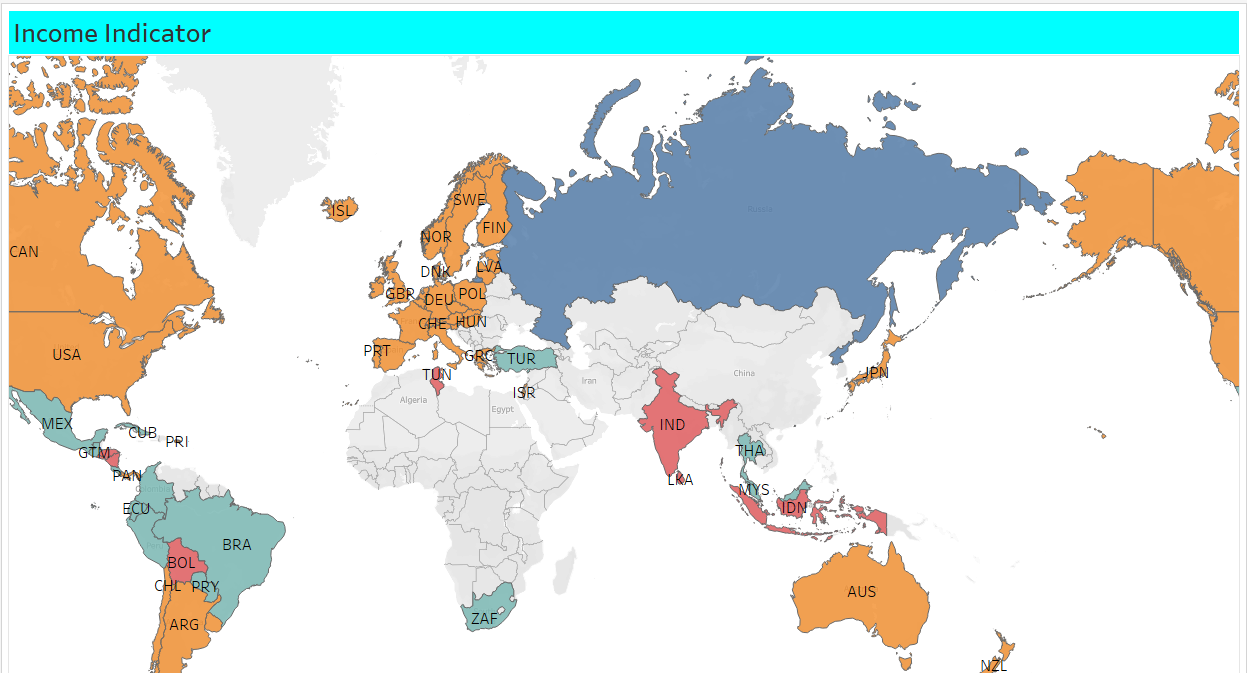 Income Indicator
ISL
SWE
FIN
NOR
CAN
LVA
DNK
GBR
DEU
POL
CHE
HUN
USA
PRT
GRC
TUR
TUN
JPN
China
Iran
ISR
Algeria
Egypt
MEX
IND
CUB
PRI
GTM
THA
PAN
LKA
MYS
ECU
IDN
BRA
BOL
CHL
PRY
AUS
ARG
ZAF
NZL